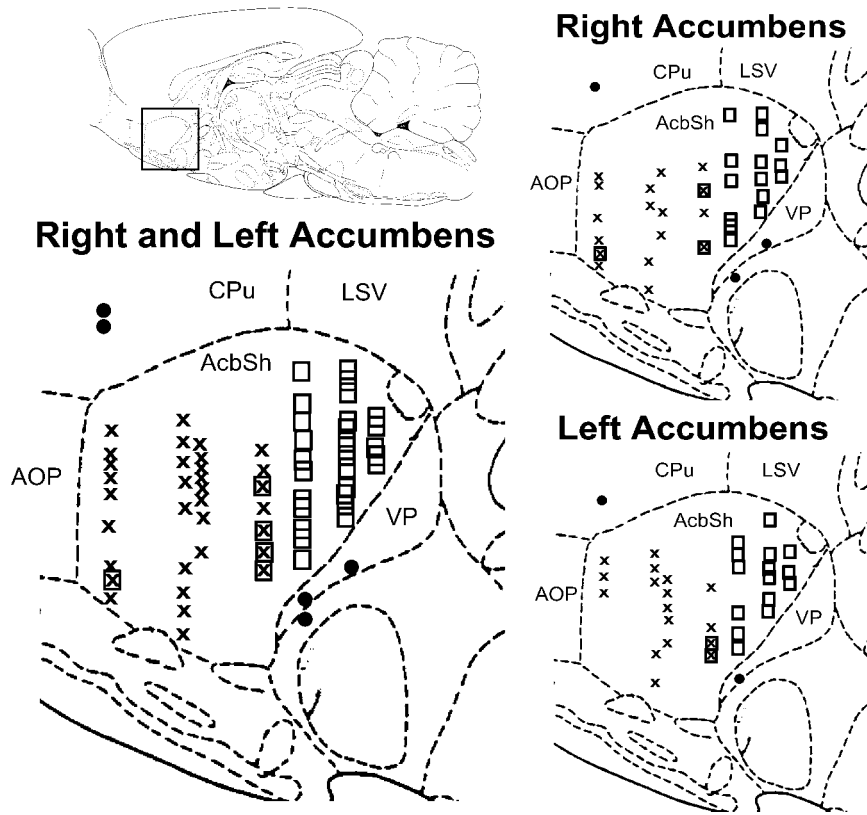 Right Accumbens
CPu LSV
AcbSh
AOP
VP
Right and Left Accumbens
CPu LSV
AcbSh
AOP
VP
Left Accumbens
CPu LSV
AcbSh
AOP
VP